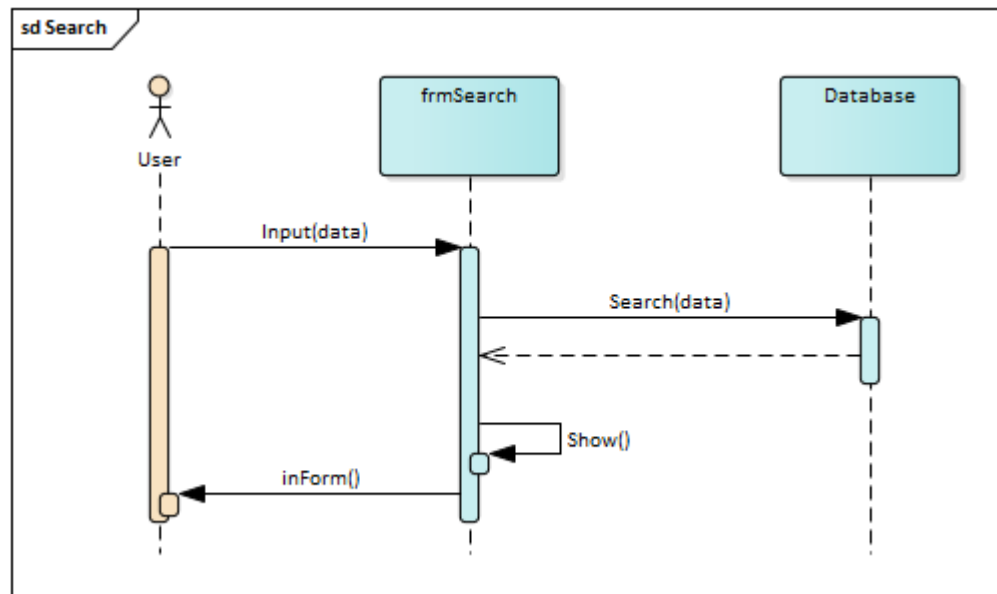 sd Search
User
frmSearch
Database
Input(data)
Search(data)
Show()
inForm()